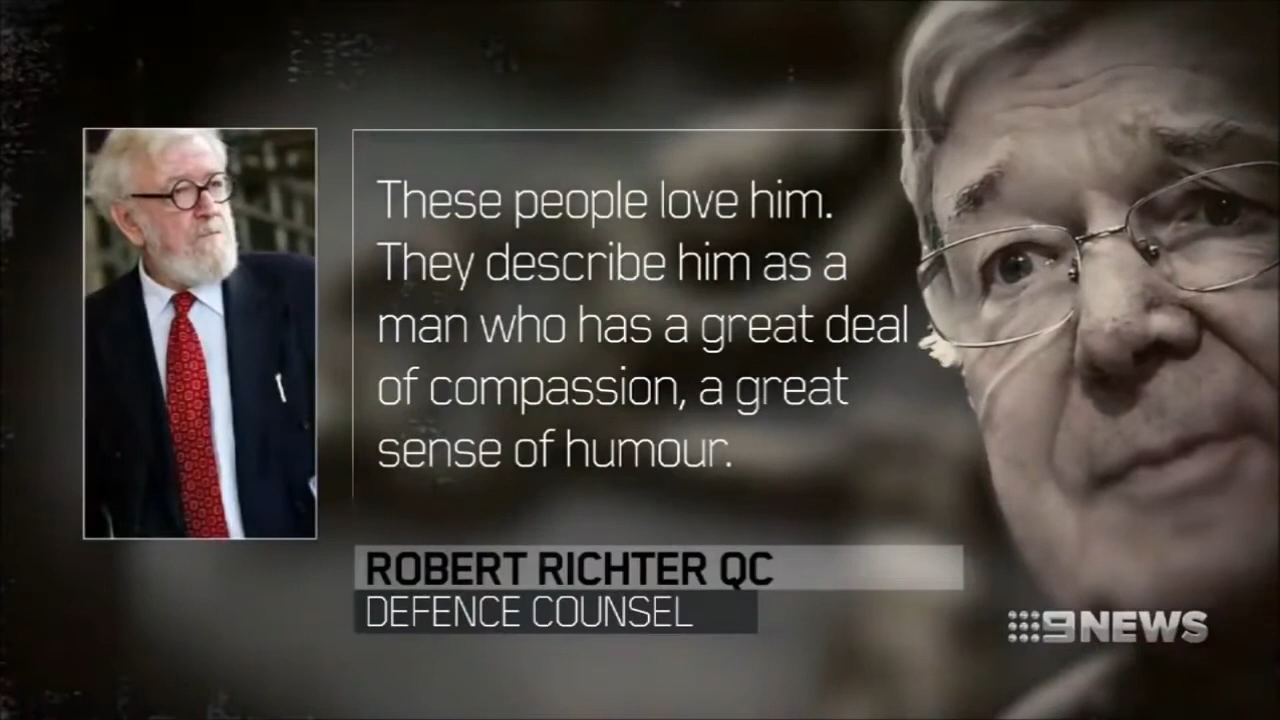 These people love him.
They describe him as a
man who has a great deal
of compassion, a great
sense of humour.
ROBERT RICHTER QC
DEFENCE COUNSEL
9NEWS